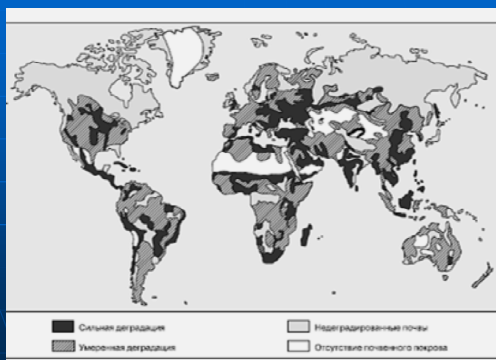 Сильная деградация
Умеренная деградация
Недеградированные почвы
Отсутствие почвенного покрова